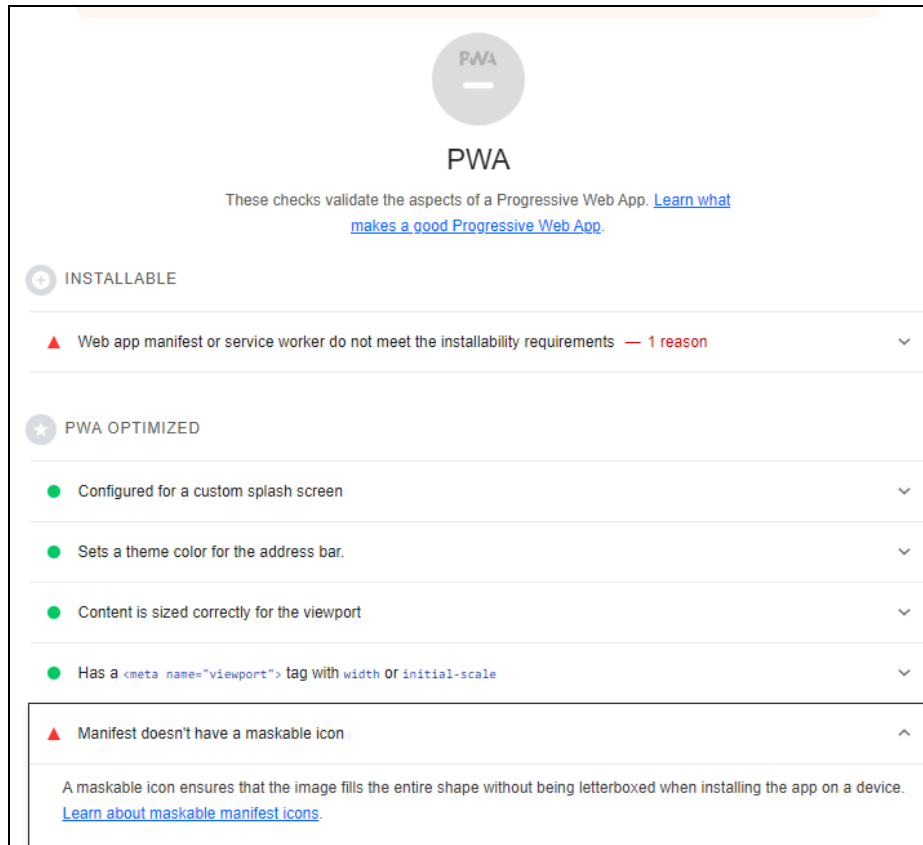 PWA
PWA
These checks validate the aspects of a Progressive Web App. Learn what
makes a good Progressive Web App.
INSTALLABLE
Web app manifest or service worker do not meet the installability requirements — 1 reason
PWA OPTIMIZED
Configured for a custom splash screen
Sets a theme color for the address bar.
Content is sized correctly for the viewport
Has a <meta name="viewport"> tag with width or initial-scale
Manifest doesn't have a maskable icon
A maskable icon ensures that the image fills the entire shape without being letterboxed when installing the app on a device.
Learn about maskable manifest icons.